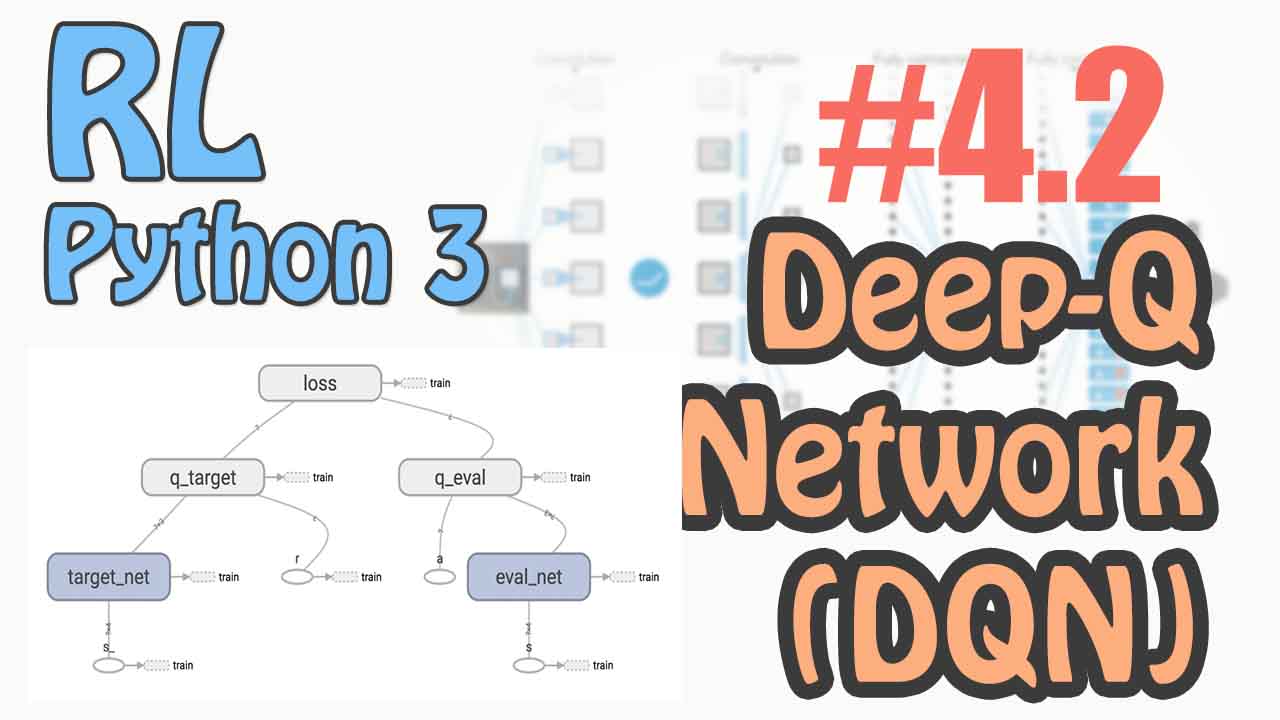 RL
Python 3
#4.2
Deep-Q
Network
(DQN)
loss
train
q_target
train
q_eval
train
target_net
train
r
train
a
eval_net
train
s_
train
s
train